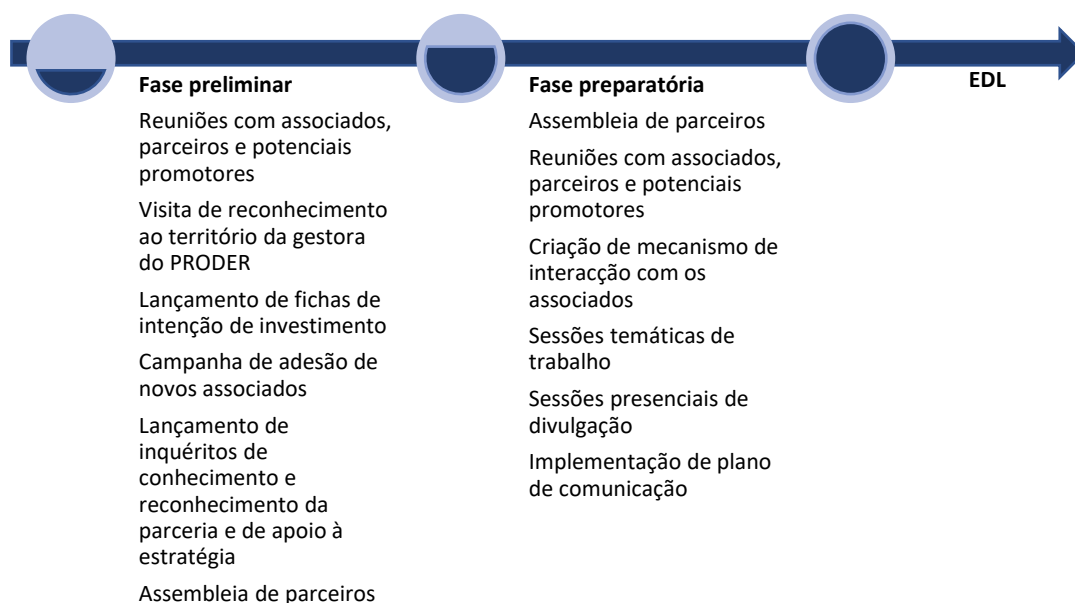 Fase preliminar
Reuniões com associados,
parceiros e potenciais
promotores
Visita de reconhecimento
ao território da gestora
do PRODER
Lançamento de fichas de
intenção de investimento
Campanha de adesão de
novos associados
Lançamento de
inquéritos de
conhecimento e
reconhecimento da
parceria e de apoio à
estratégia
Assembleia de parceiros
Fase preparatória
Assembleia de parceiros
Reuniões com associados,
parceiros e potenciais
promotores
Criação de mecanismo de
interacção com os
associados
Sessões temáticas de
trabalho
Sessões presenciais de
divulgação
Implementação de plano
de comunicação
EDL